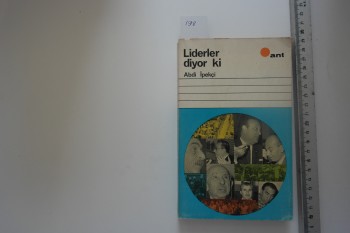 Liderler
diyor ki
Abdi İpekçi
ant